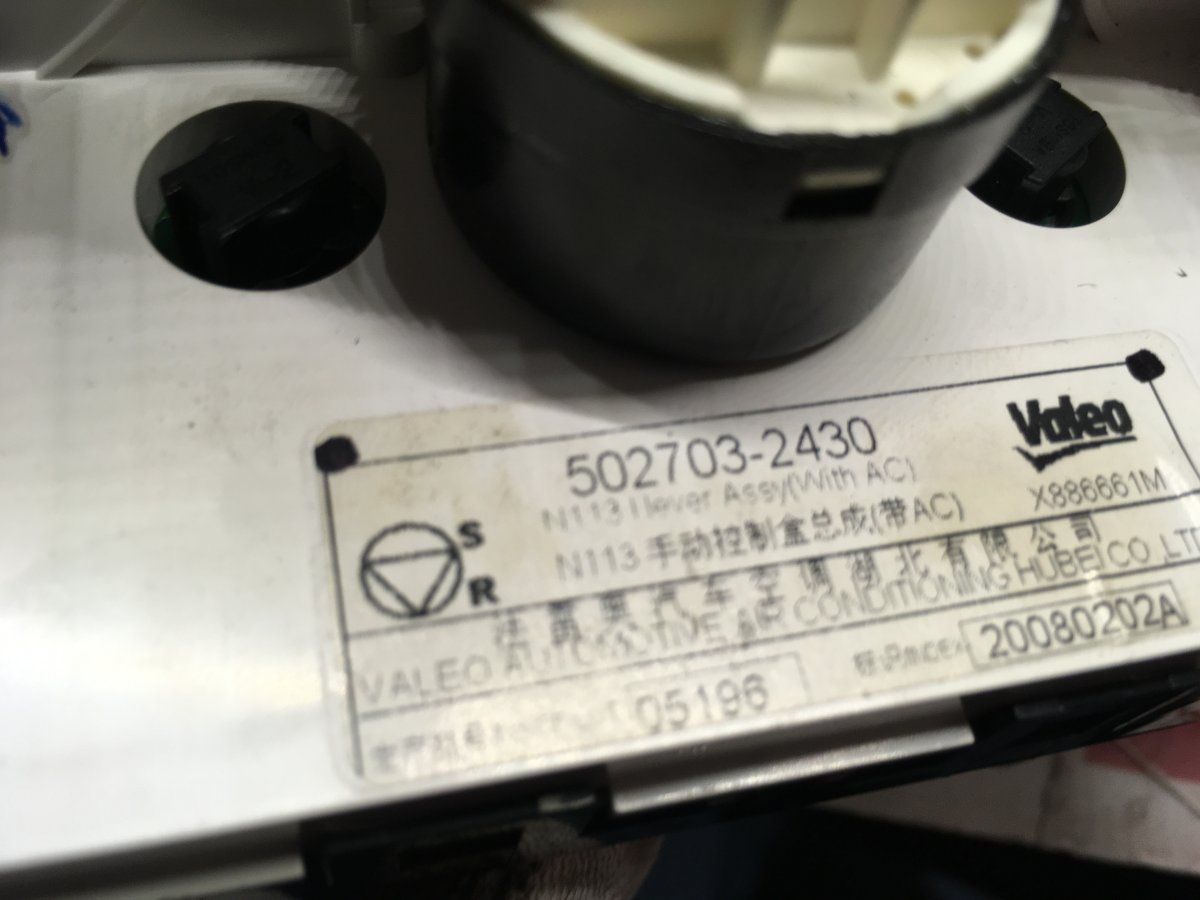 502703-2430
Valeo
N113 I lever Assy(With AC)
X886661M
N113 手动控制盒总成(带AC)
S
R
法雷奥汽车空调湖北有限公司
VALEO AUTOMOTIVE AIR CONDITIONING HUBEI CO.,LTD
05196
20080202A